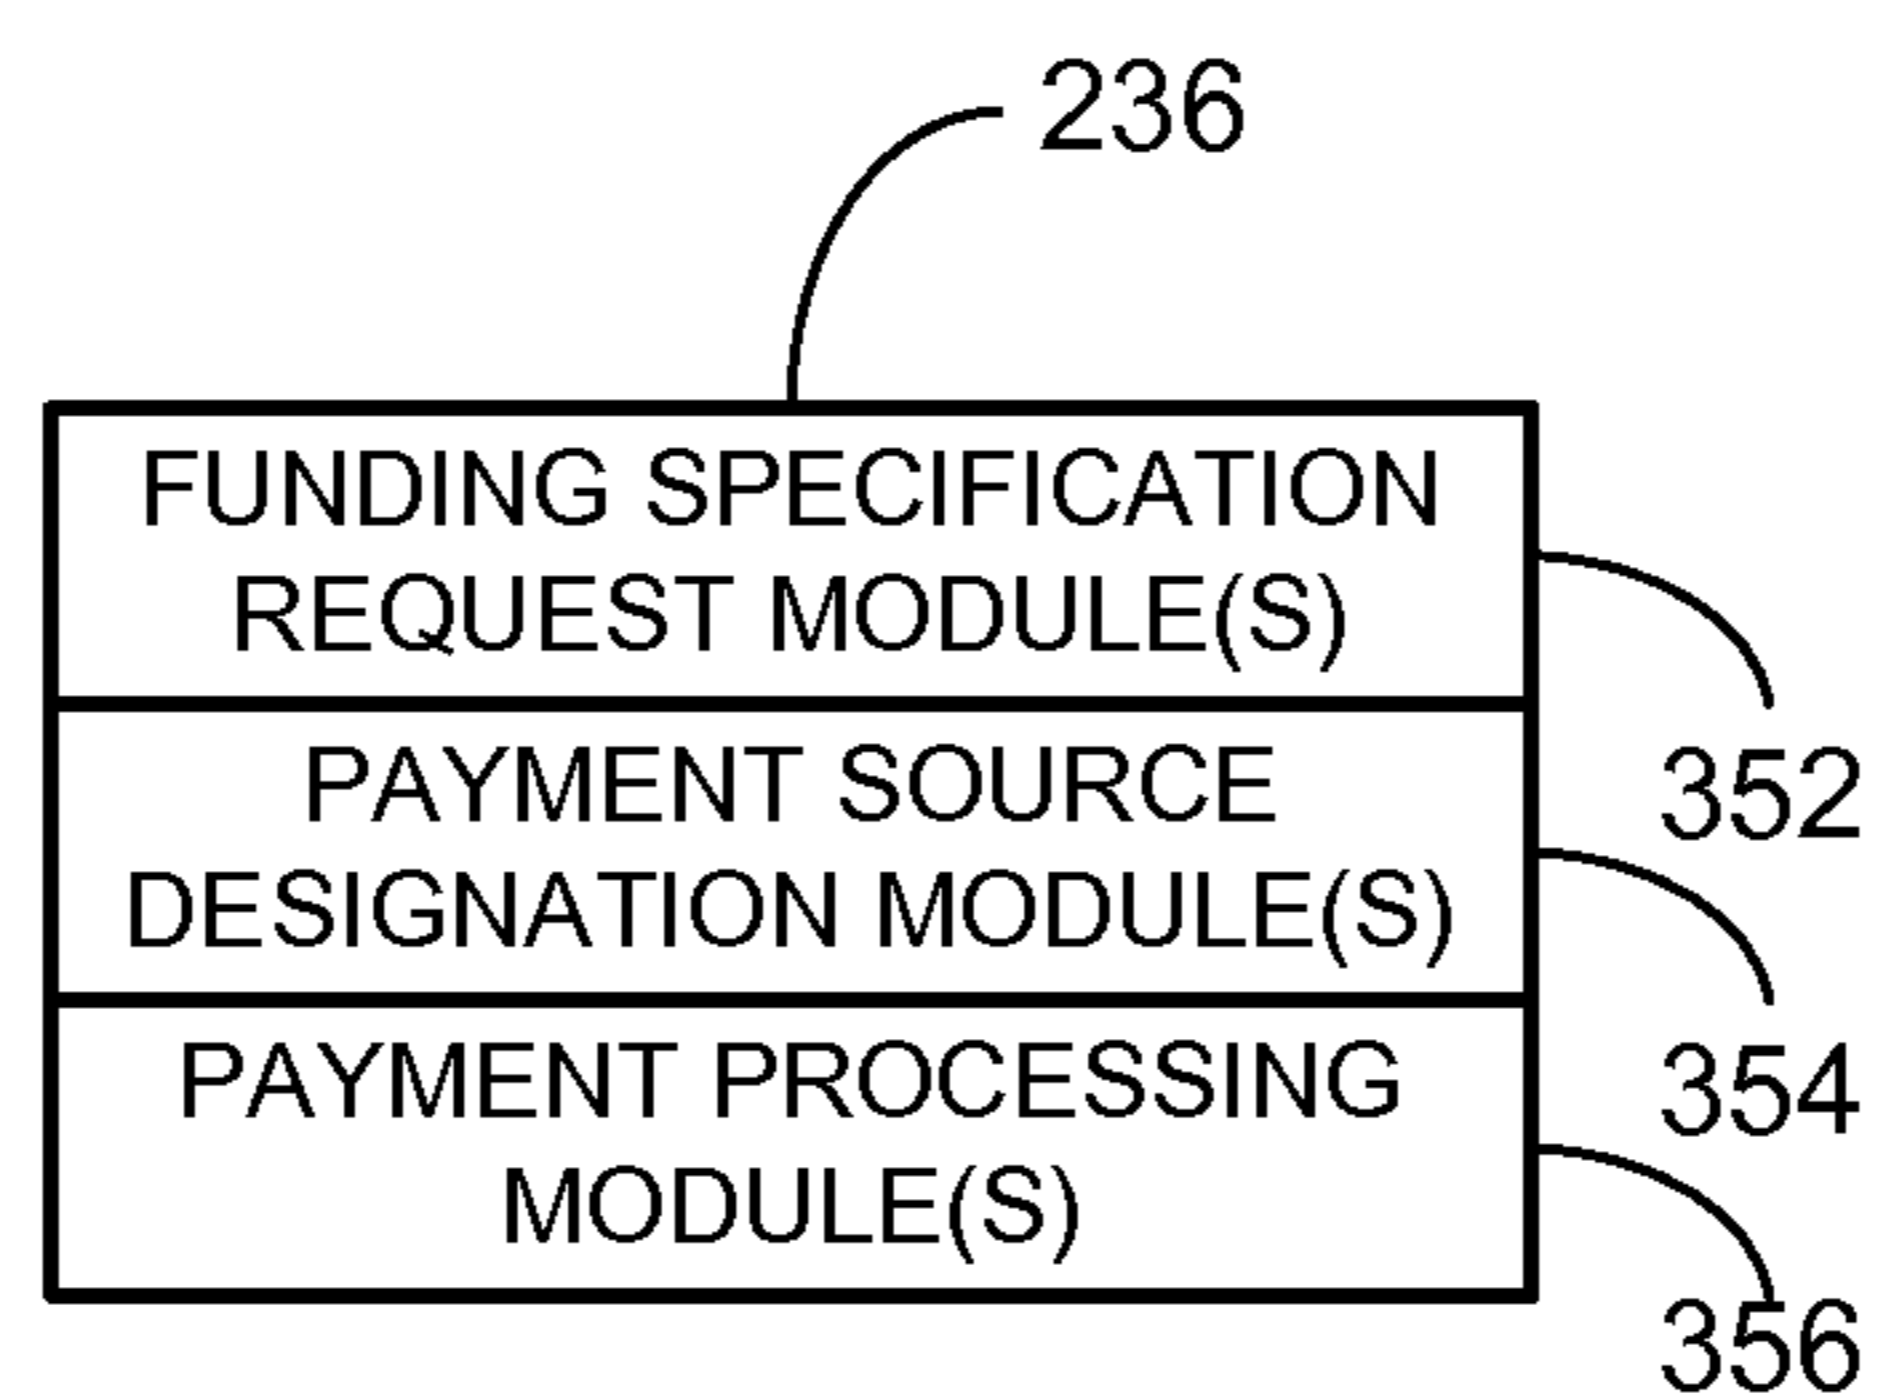 236
FUNDING SPECIFICATION
REQUEST MODULE(S)
352
PAYMENT SOURCE
DESIGNATION MODULE(S)
354
PAYMENT PROCESSING
MODULE(S)
356